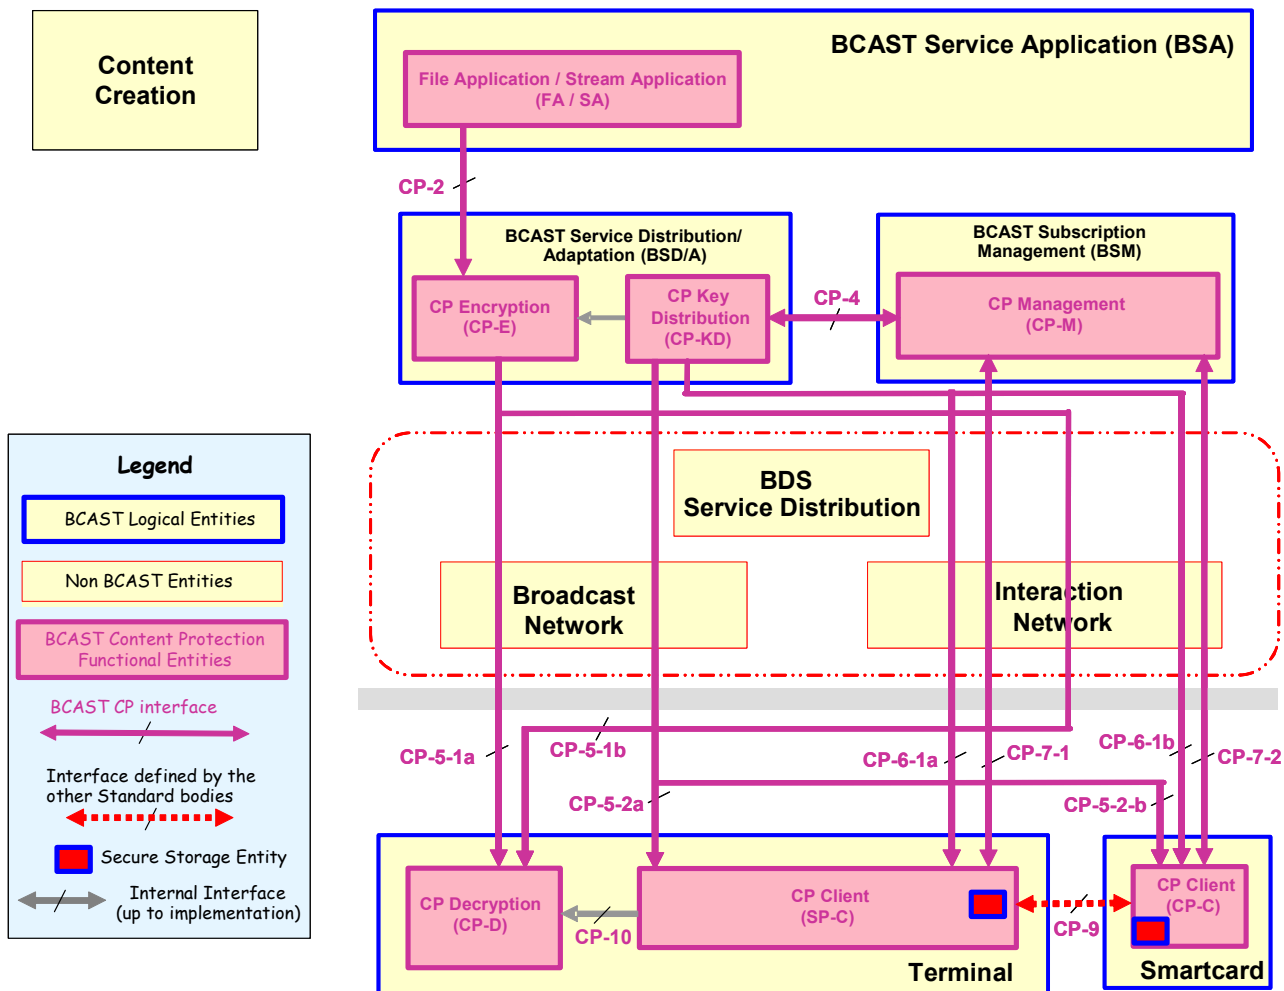 Content
Creation
BCAST Service Application (BSA)
File Application / Stream Application
(FA / SA)
CP-2
BCAST Service Distribution/
Adaptation (BSD/A)
BCAST Subscription
Management (BSM)
CP Encryption
(CP-E)
CP Key
Distribution
(CP-KD)
CP-4
CP Management
(CP-M)
BDS
Service Distribution
Broadcast
Network
Interaction
Network
Legend
BCAST Logical Entities
Non BCAST Entities
BCAST Content Protection
Functional Entities
BCAST CP interface
Interface defined by the
other Standard bodies
Secure Storage Entity
Internal Interface
(up to implementation)
CP-5-1a
CP-5-1b
CP-5-2a
CP-6-1a
CP-7-1
CP-6-1b
CP-7-2
CP-5-2-b
CP Decryption
(CP-D)
CP-10
CP Client
(SP-C)
CP-9
CP Client
(CP-C)
Terminal
Smartcard